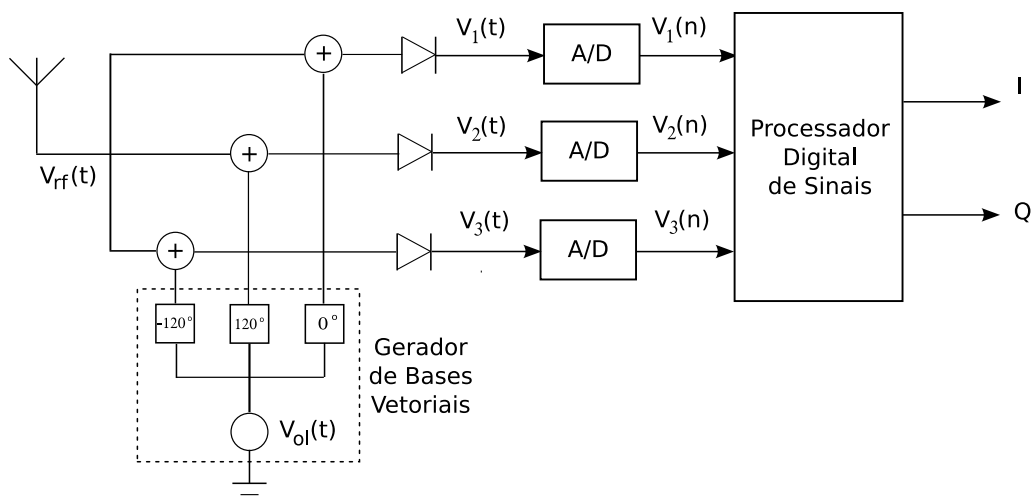 V1(t)
A/D
V1(n)
I
V2(t)
A/D
V2(n)
Processador
Digital
de Sinais
Vrf(t)
Q
V3(t)
A/D
V3(n)
-120°
120°
0°
Gerador
de Bases
Vetoriais
Vol(t)